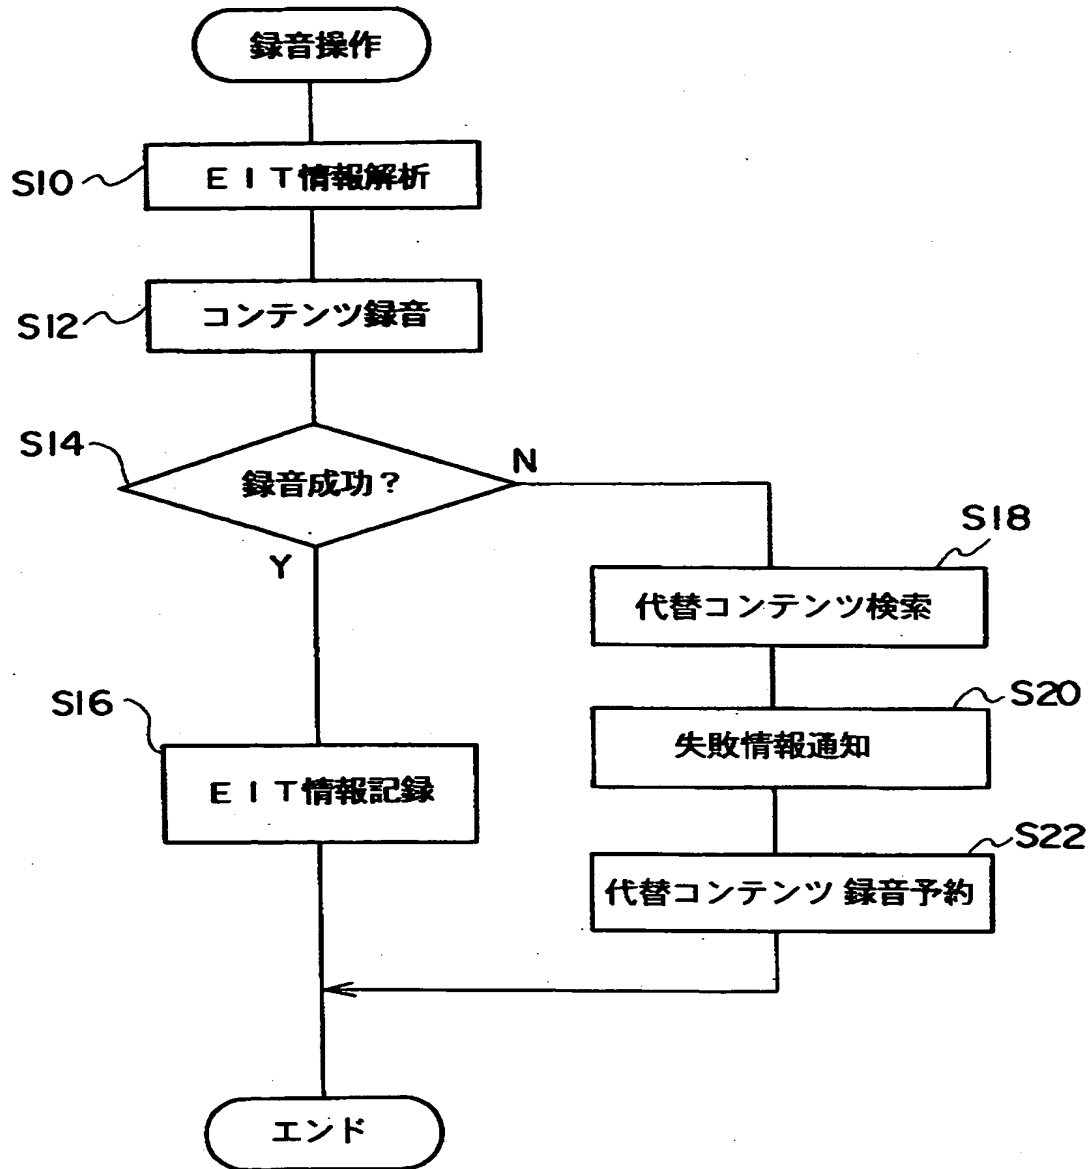 録音操作
S10
EIT情報解析
S12
コンテンツ録音
S14
録音成功?
N
Y
S18
代替コンテンツ検索
S20
失敗情報通知
S16
EIT情報記録
S22
代替コンテンツ 録音予約
エンド